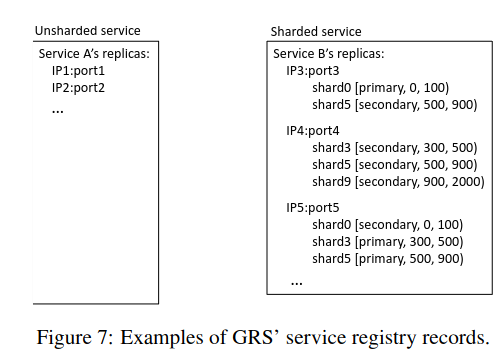 Unsharded service
Service A's replicas:
IP1:port1
IP2:port2
...
Sharded service
Service B's replicas:
IP3:port3
shard0 [primary, 0, 100)
shard5 [secondary, 500, 900)
IP4:port4
shard3 [secondary, 300, 500)
shard5 [secondary, 500, 900)
shard9 [secondary, 900, 2000)
IP5:port5
shard0 [secondary, 0, 100)
shard3 [primary, 300, 500)
shard5 [primary, 500, 900)
...
Figure 7: Examples of GRS' service registry records.